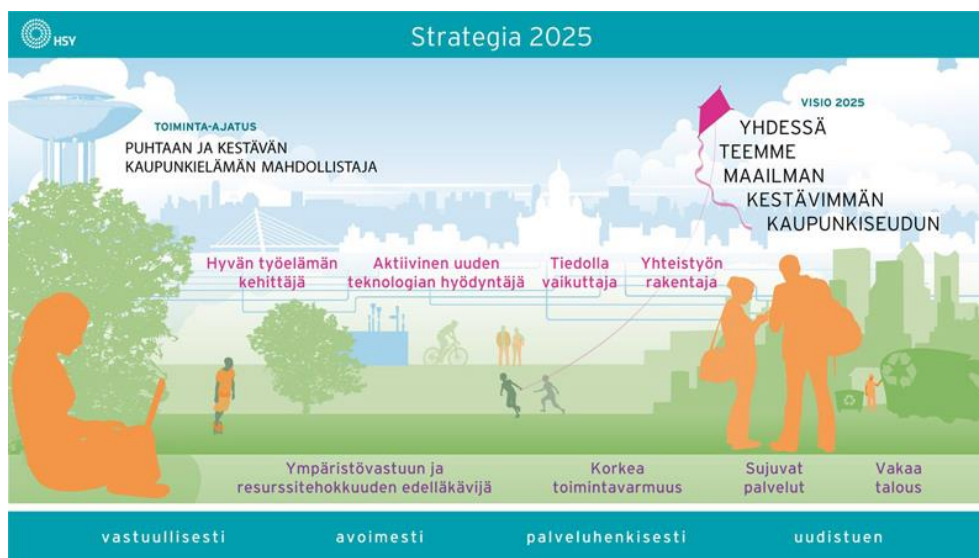 HSY
Strategia 2025
TOIMINTA-AJATUS
PUHTAAN JA KESTÄVÄN
KAUPUNKIELÄMÄN MAHDOLLISTAJA
VISIO 2025
YHDESSÄ
TEEMME
MAAILMAN
KESTÄVIMMÄN
KAUPUNKISEUDUN
Hyvän työelämän
kehittäjä
Aktiivinen uuden
teknologian hyödyntäjä
Tiedolla
vaikuttaja
Yhteistyön
rakentaja
Ympäristövastuun ja
resurssitehokkuuden edelläkävijä
Korkea
toimintavarmuus
Sujuvat
palvelut
Vakaa
talous
vastuullisesti
avoimesti
palveluhenkisesti
uudistuen